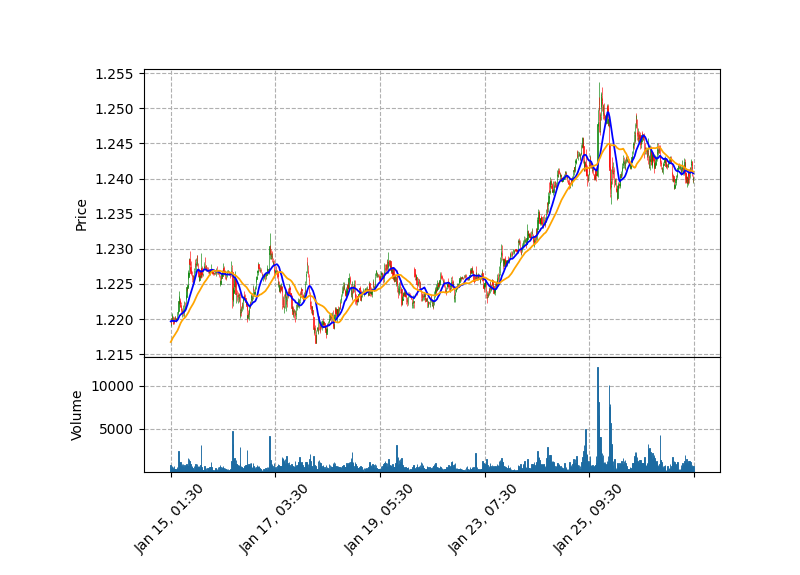 1.255
1.250
1.245
1.240
1.235
1.230
1.225
1.220
1.215
Price
10000
5000
Volume
Jan 15, 01:30
Jan 17, 03:30
Jan 19, 05:30
Jan 23, 07:30
Jan 25, 09:30